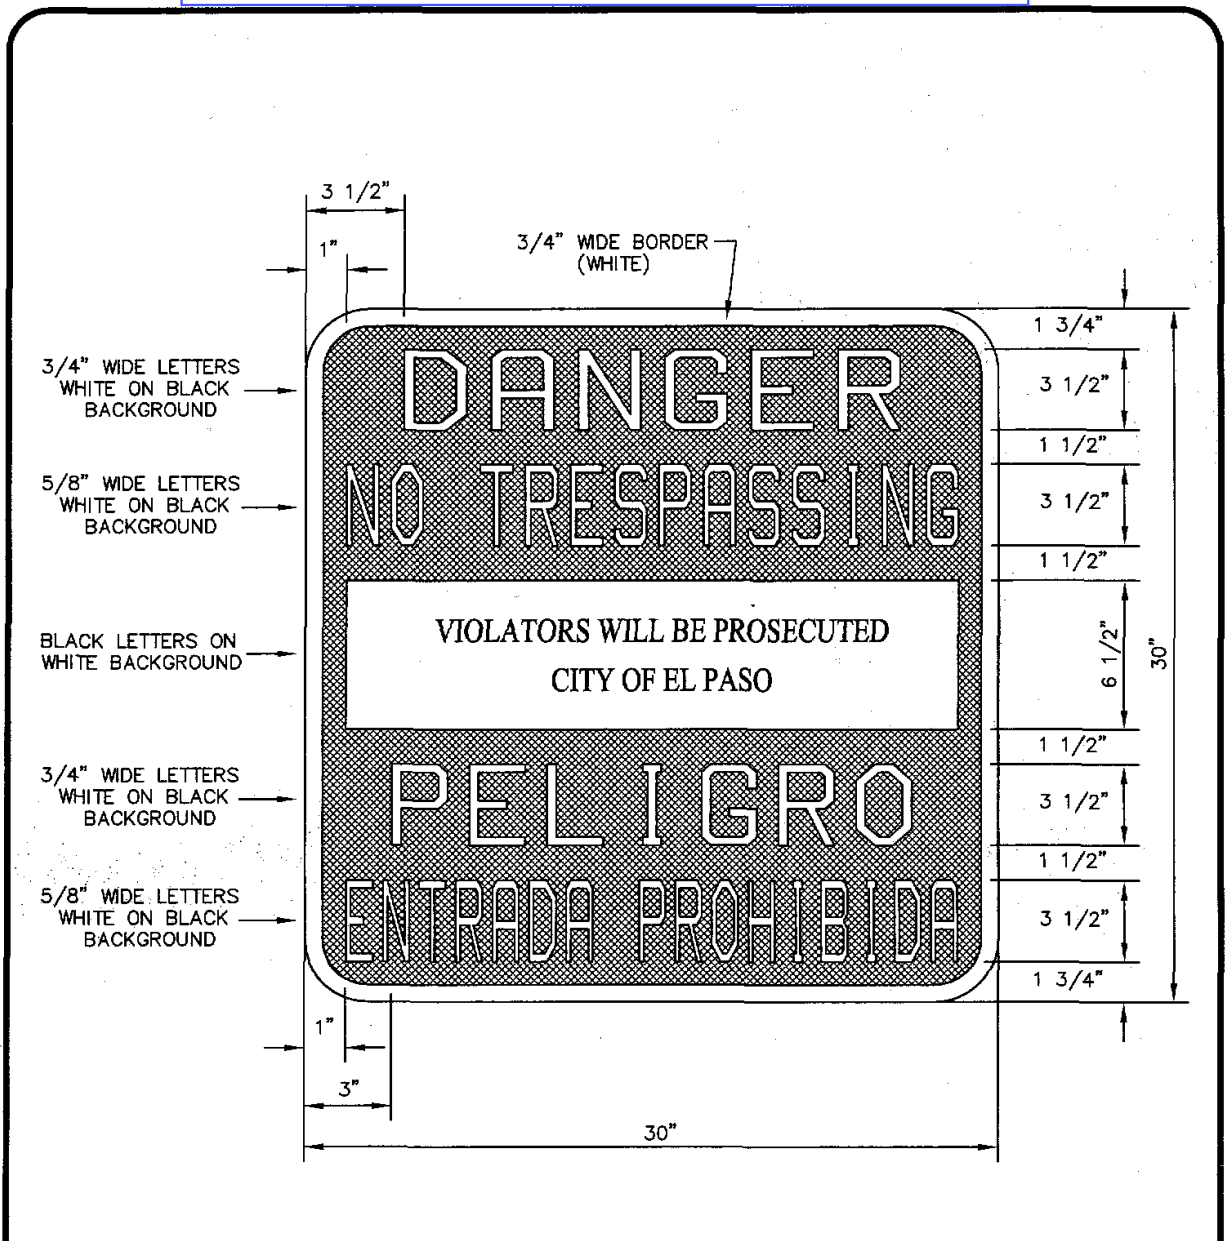 3 1/2"
1"
3/4" WIDE BORDER
(WHITE)
1 3/4"
3/4" WIDE LETTERS
WHITE ON BLACK
BACKGROUND
DANGER
3 1/2"
1 1/2"
5/8" WIDE LETTERS
WHITE ON BLACK
BACKGROUND
NO TRESPASSING
3 1/2"
1 1/2"
BLACK LETTERS ON
WHITE BACKGROUND
VIOLATORS WILL BE PROSECUTED
CITY OF EL PASO
6 1/2"
30"
1 1/2"
3/4" WIDE LETTERS
WHITE ON BLACK
BACKGROUND
PELIGRO
3 1/2"
1 1/2"
5/8" WIDE LETTERS
WHITE ON BLACK
BACKGROUND
ENTRADA PROHIBIDA
3 1/2"
1 3/4"
1"
3"
30"